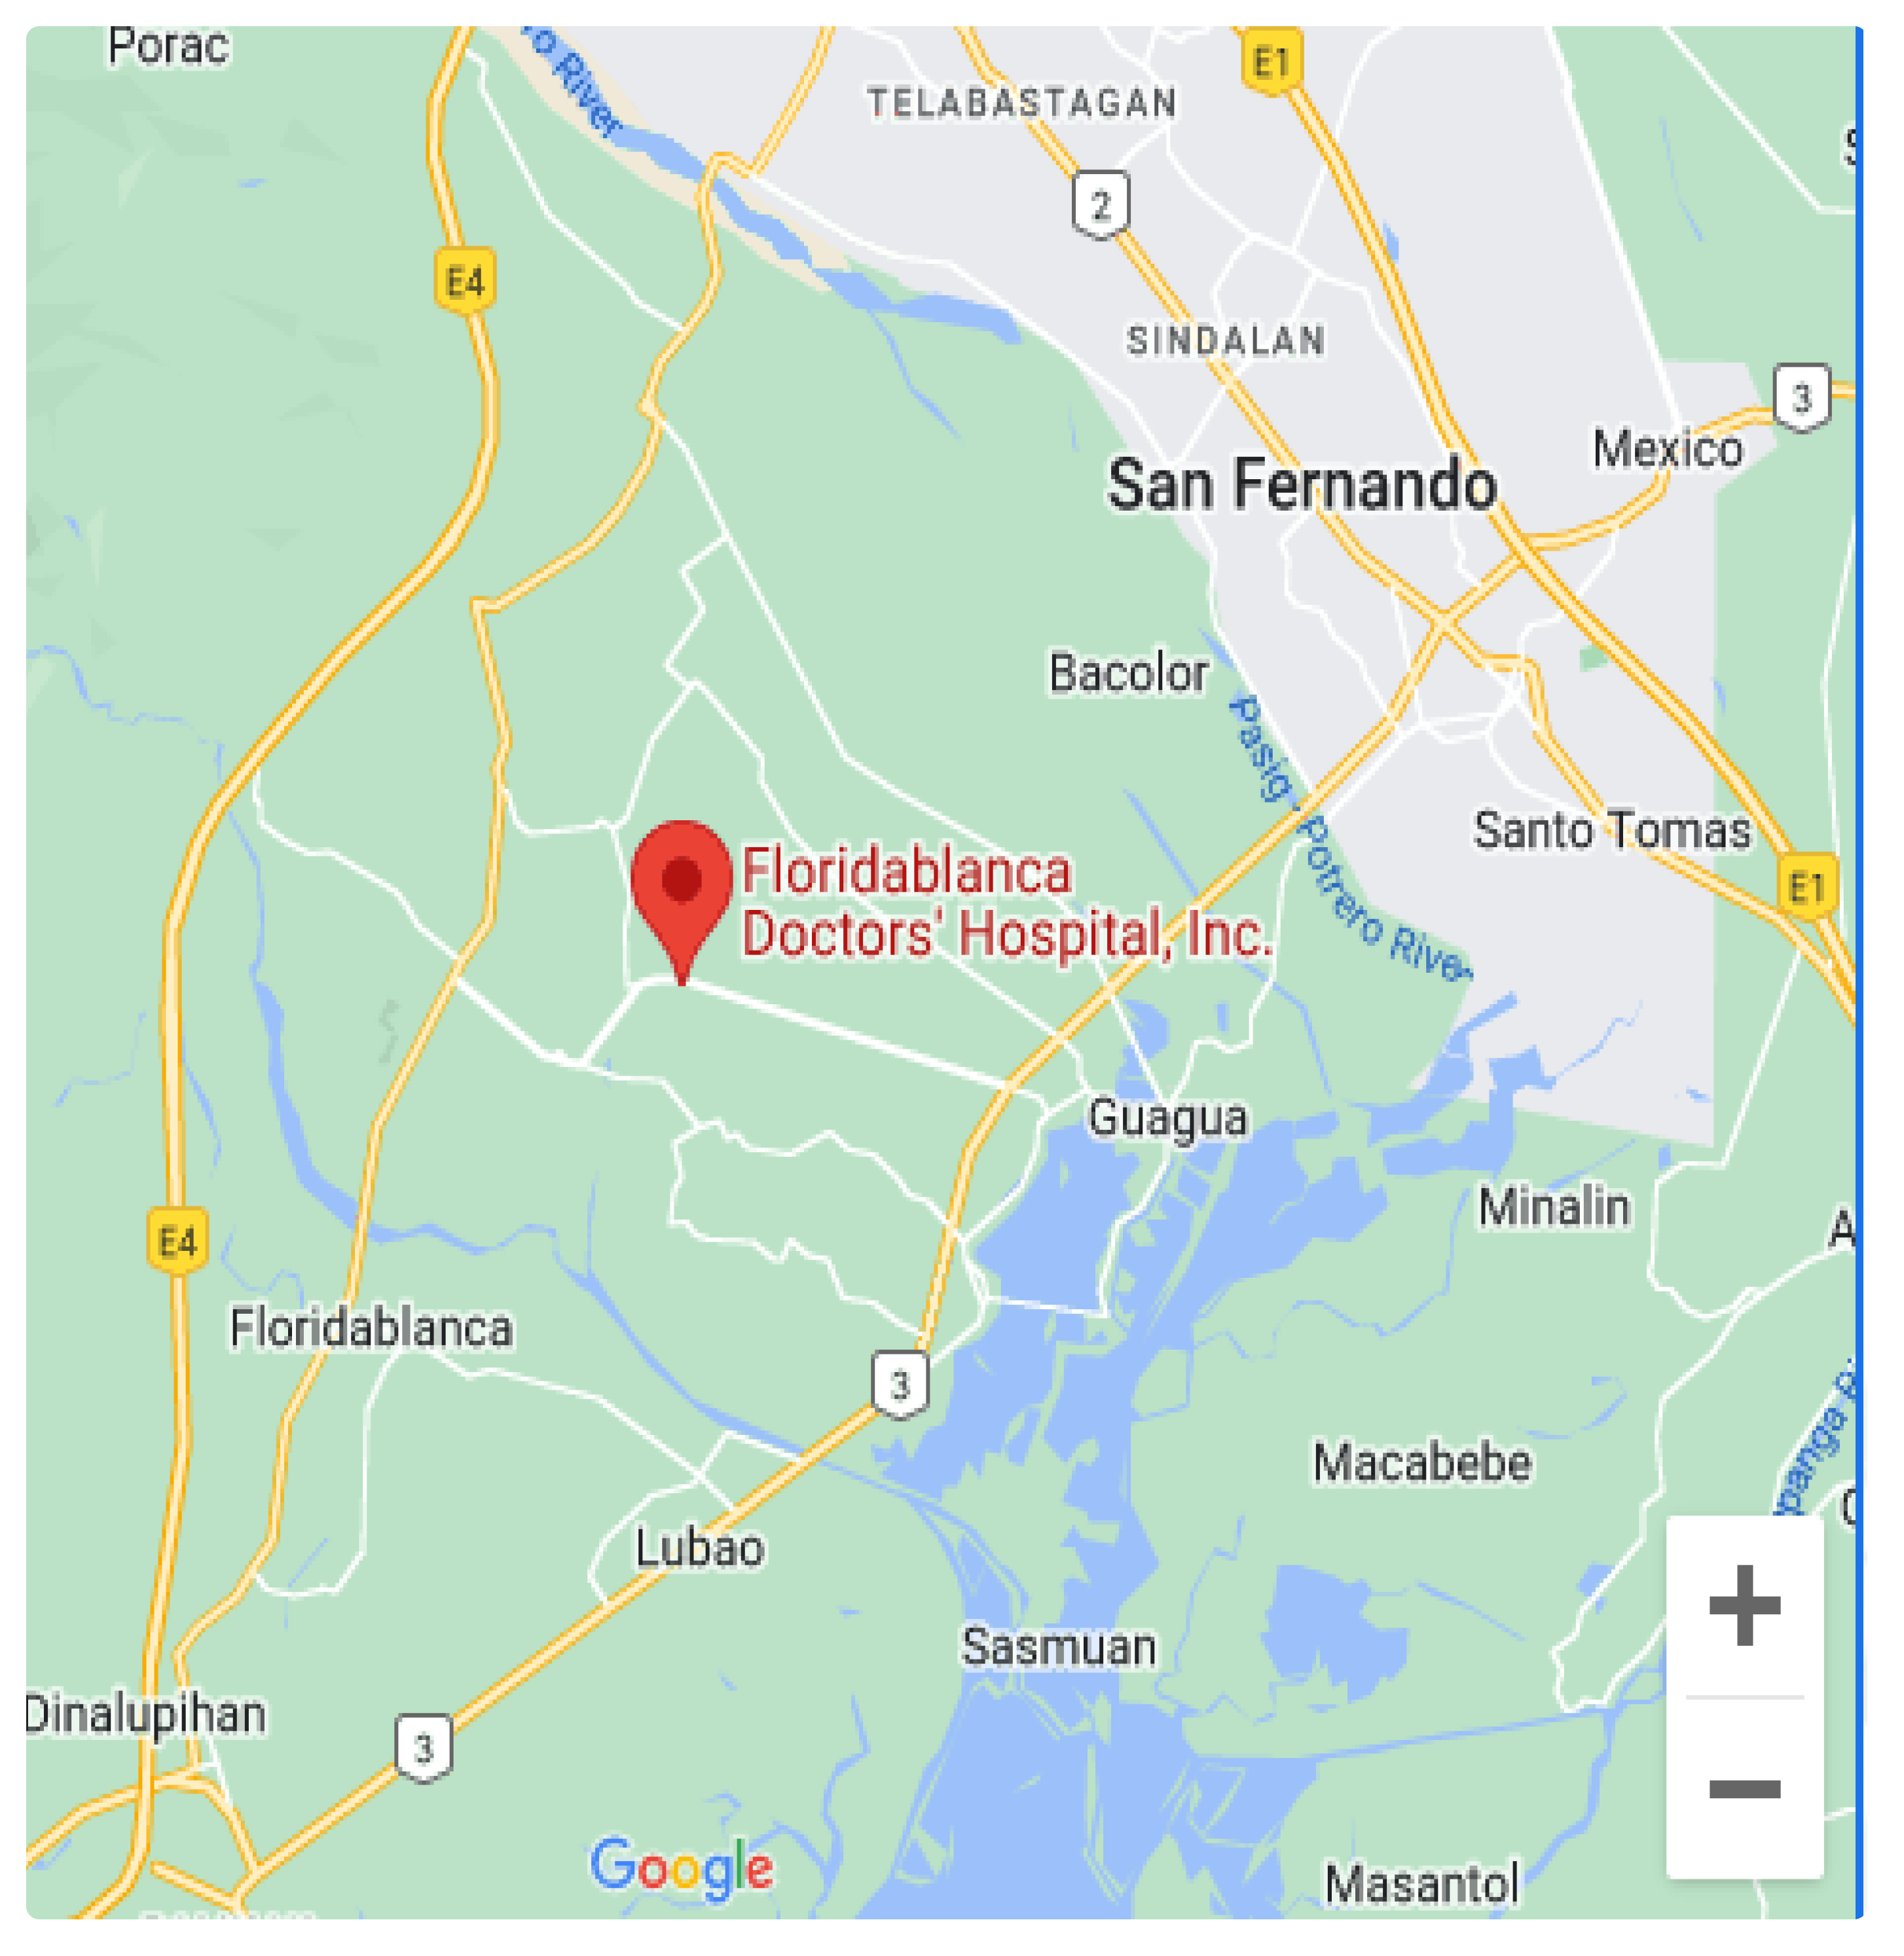 Porac
TELABASTAGAN
E1
2
E4
SINDALAN
3
Mexico
San Fernando
Bacolor
Pasig Potrero River
Santo Tomas
Floridablanca
Doctors' Hospital, Inc.
E1
Guagua
Minalin
E4
Floridablanca
3
Macabebe
Lubao
Sasmuan
+
Dinalupihan
3
−
Google
Masantol
River